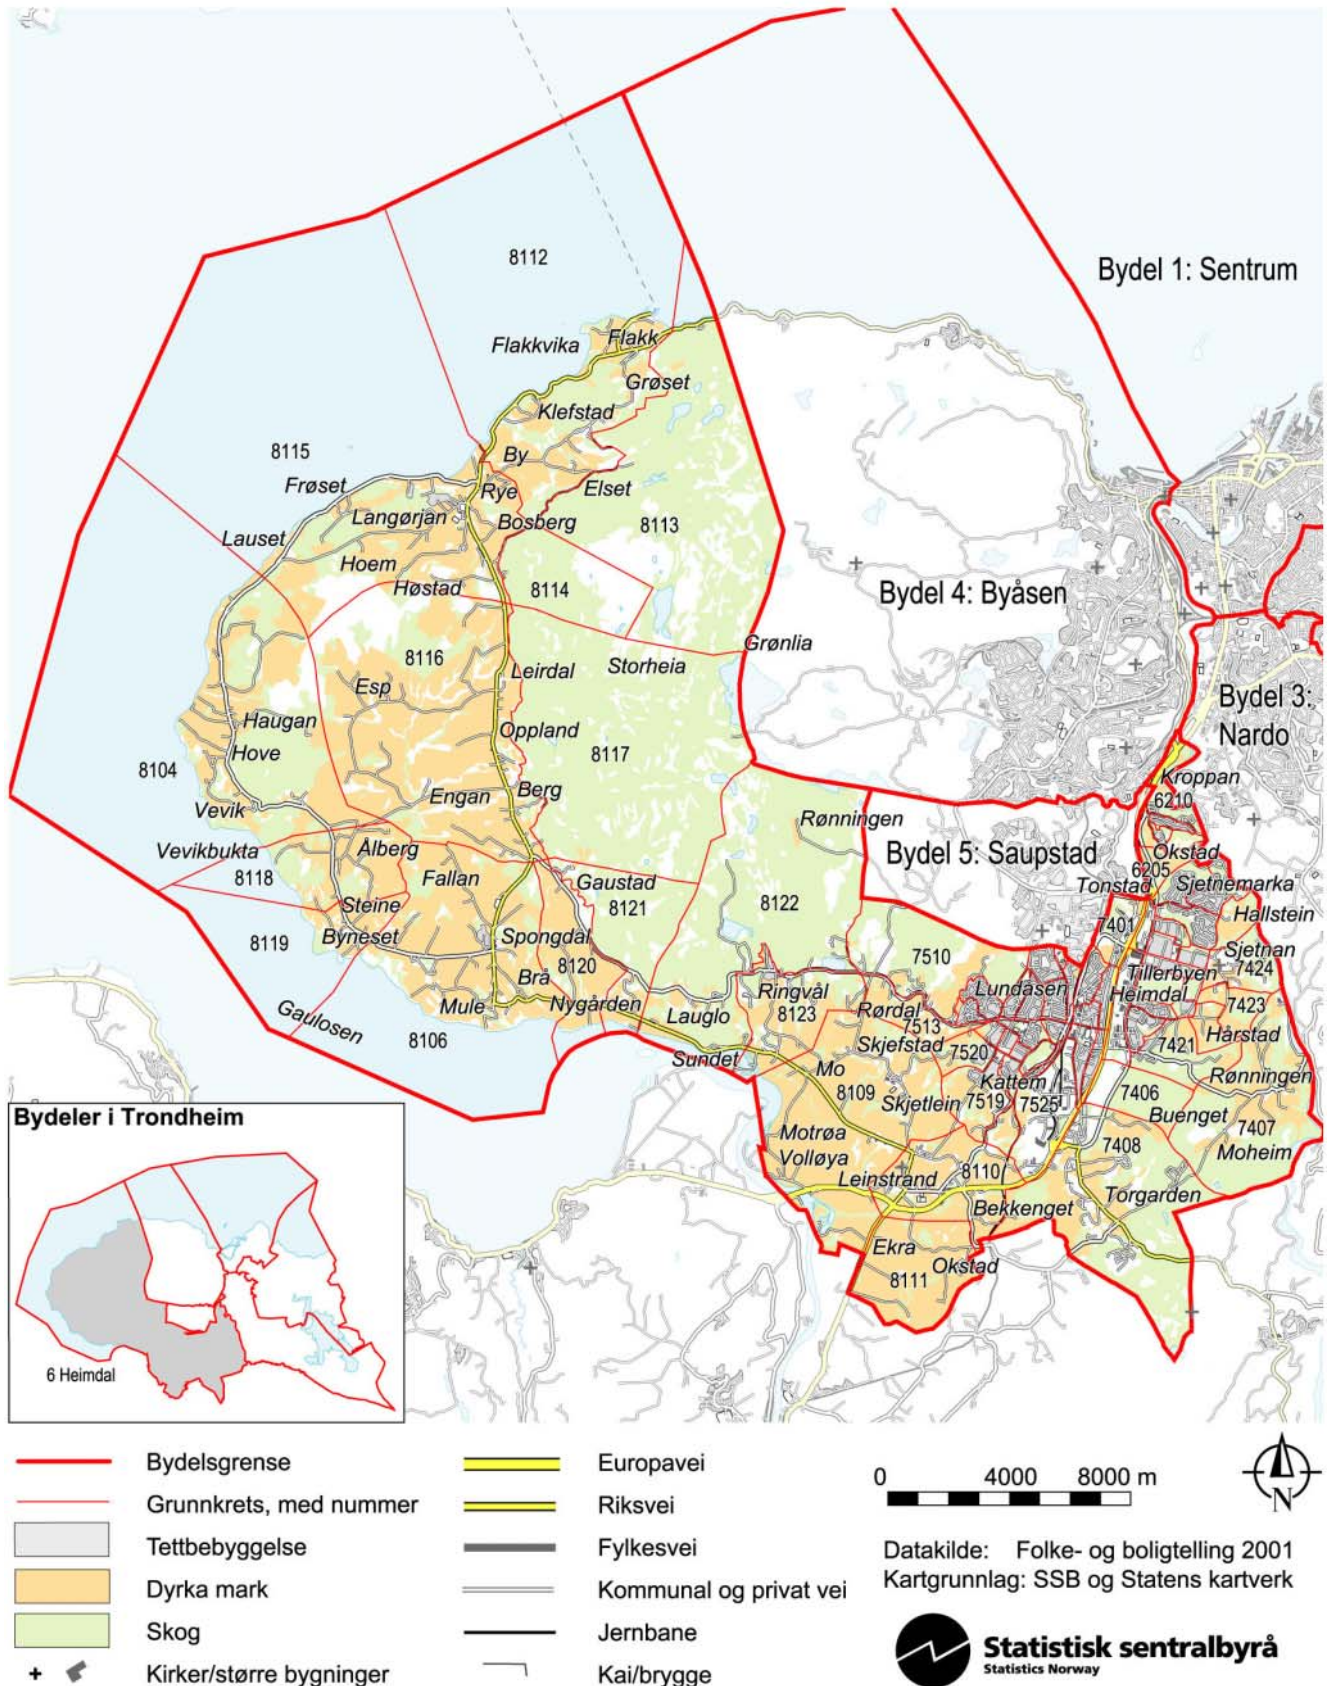 8112
Bydel 1: Sentrum
Flakkvika
Flakk
Grøset
Klefstad
8115
By
Frøset
Rye
Elset
Langørjan
Bosberg
8113
Lauset
Hoem
Høstad
8114
Bydel 4: Byåsen
Grønlia
8116
Leirdal
Storheia
Esp
Bydel 3:
Nardo
Haugan
Oppland
Hove
8117
8104
Kroppan
Engan
Berg
6210
Vevik
Rønningen
Ålberg
Vevikbukta
Bydel 5: Saupstad
Okstad
6205
8118
Fallan
Gaustad
Tonstad
Sjetnemarka
Steine
8121
8122
Hallstein
8119
Byneset
Spongdal
7401
7510
Sjetnan
8120
Brå
Tillerbyen
7424
Mule
Nygården
Ringvål
Lundåsen
Heimdal
Gaulosen
Lauglo
8123
Rørdal
7423
8106
7513
Hårstad
Sundet
Skjefstad
7520
7421
Mo
Kattem
Rønningen
8109
7406
Skjetlein
7519
7525
Buenget
Motrøa
7407
Volløya
7408
Moheim
Leinstrand
8110
Torgarden
Bekkenget
Ekra
Okstad
8111
Bydeler i Trondheim
6 Heimdal
Bydelsgrense
Grunnkrets, med nummer
Tettbebyggelse
Dyrka mark
Skog
Kirker/større bygninger
Europavei
Riksvei
Fylkesvei
Kommunal og privat vei
Jernbane
Kai/brygge
0 4000 8000 m
N
Datakilde: Folke- og boligtelling 2001
Kartgrunnlag: SSB og Statens kartverk
Statistisk sentralbyrå
Statistics Norway